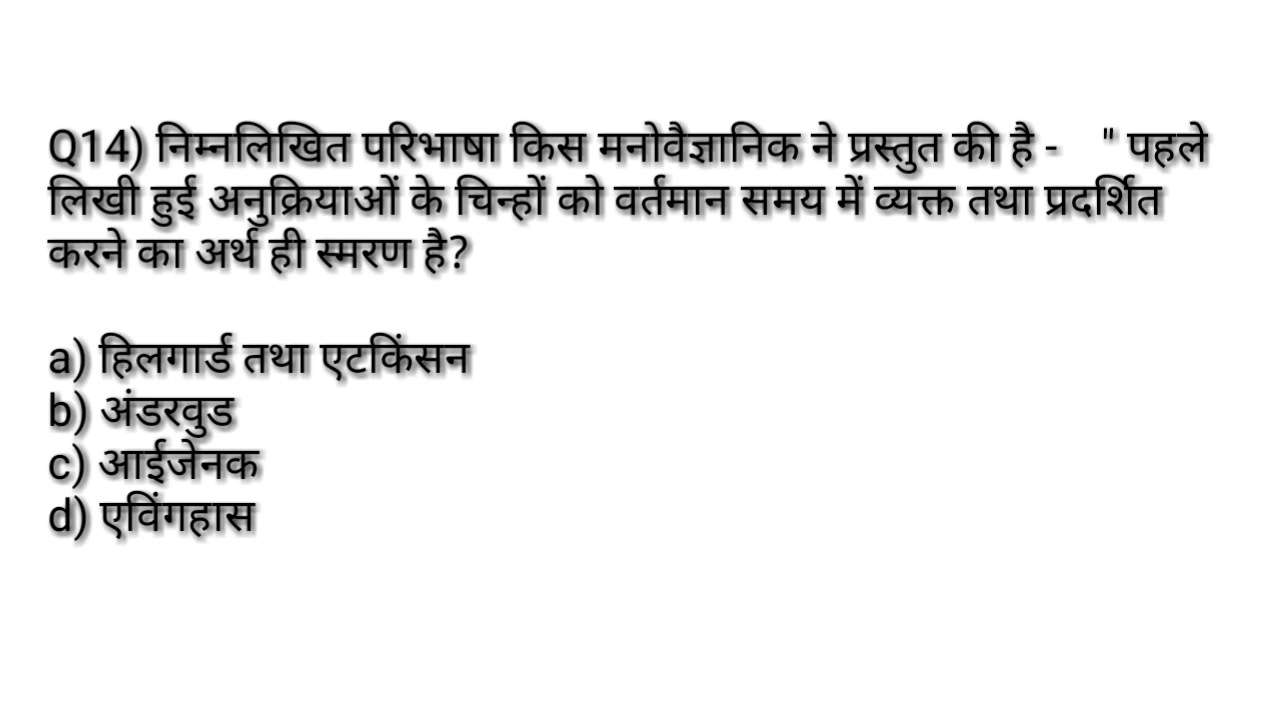 Q14) निम्नलिखित परिभाषा किस मनोवैज्ञानिक ने प्रस्तुत की है - " पहले
लिखी हुई अनुक्रियाओं के चिन्हों को वर्तमान समय में व्यक्त तथा प्रदर्शित
करने का अर्थ ही स्मरण है?
a) हिलगार्ड तथा एटकिंसन
b) अंडरवुड
c) आईजेनक
d) एविंगहास